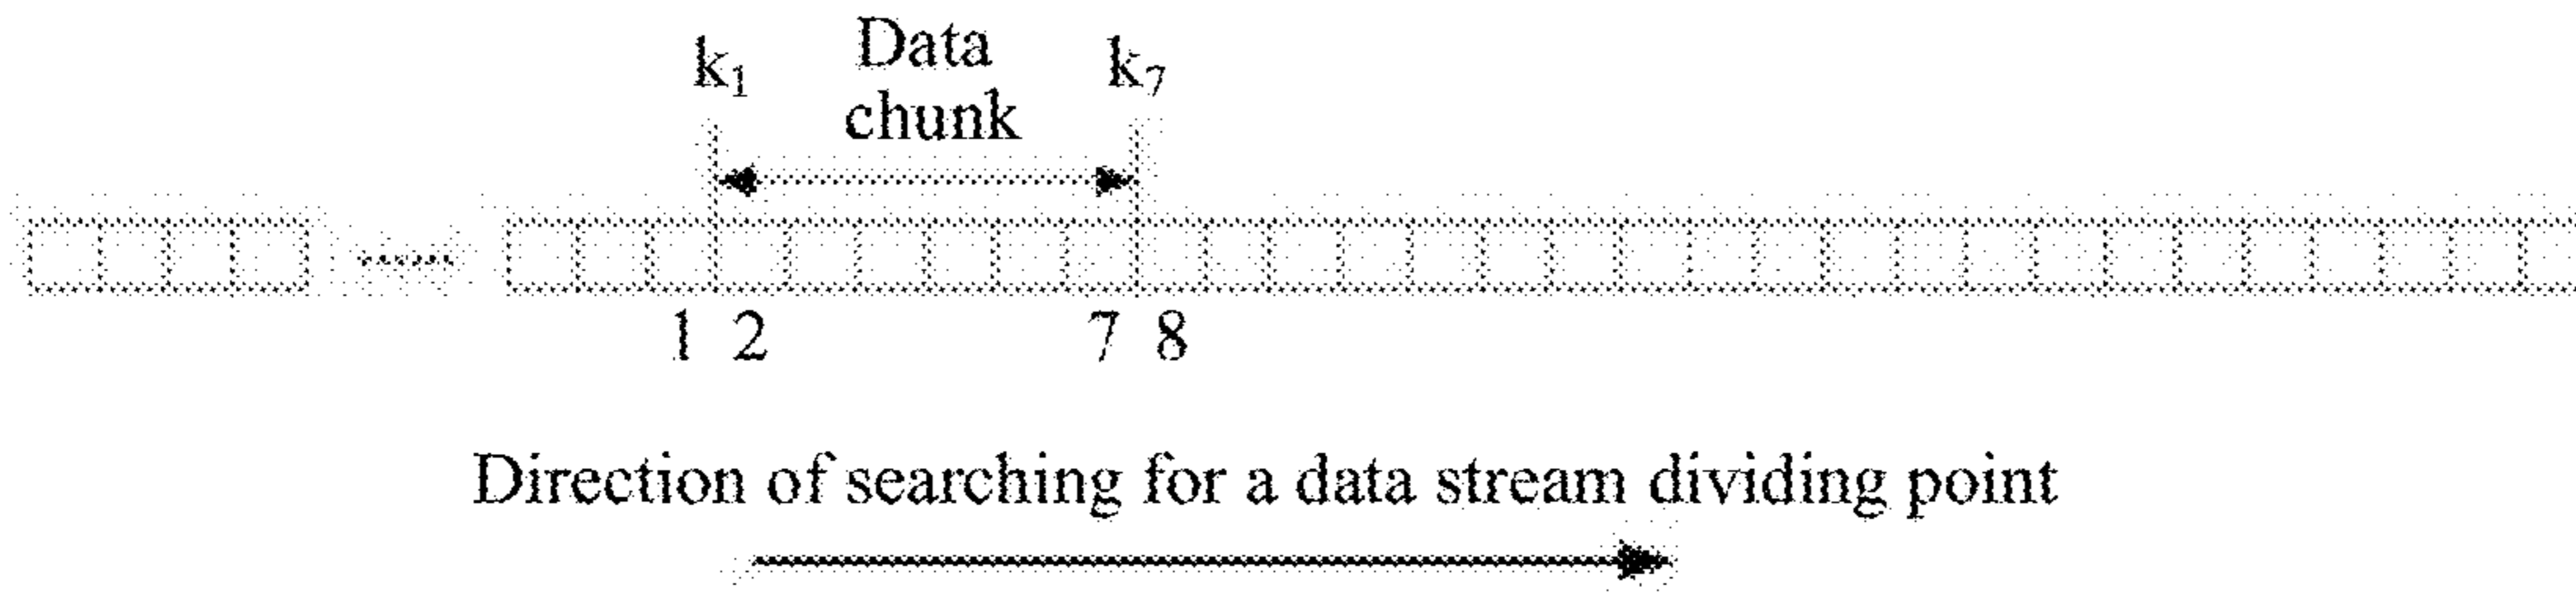 k₁ Data chunk k₇
1 2 7 8
Direction of searching for a data stream dividing point